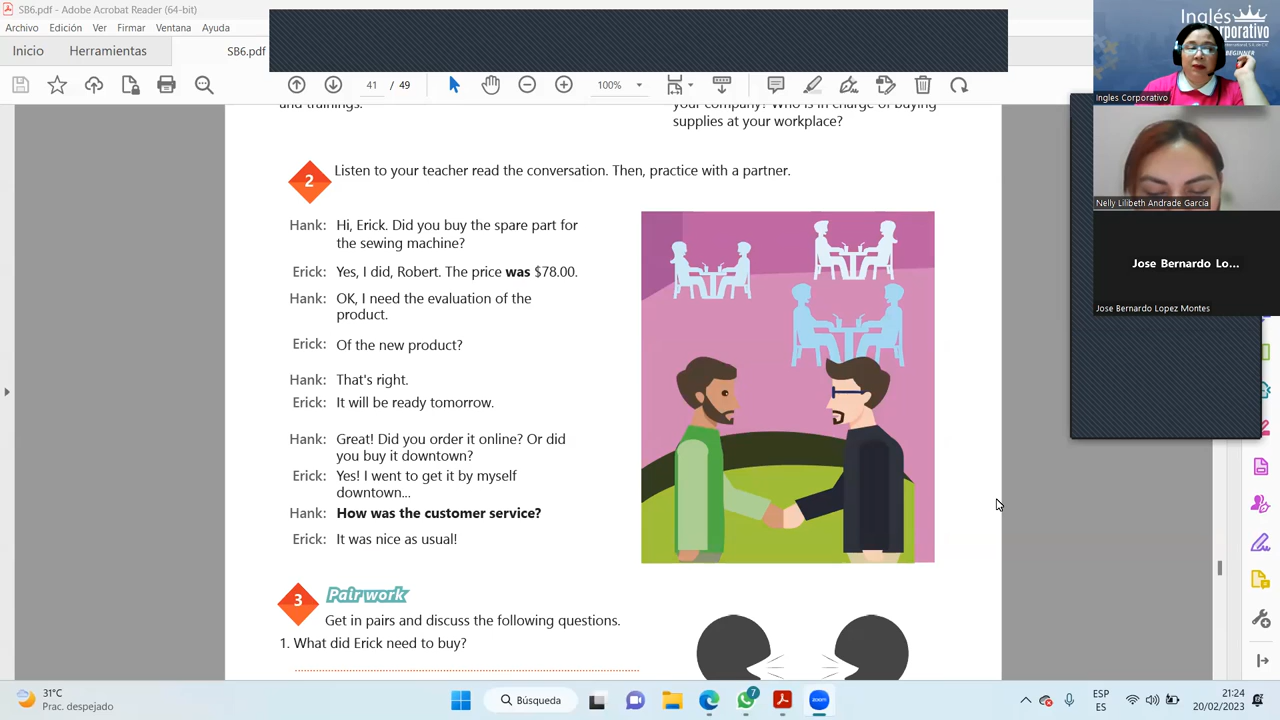 SB6.pdf - Adobe Acrobat Reader (64-bit)
Archivo Edición Ver Firmar Ventana Ayuda
Inicio Herramientas SB6.pdf
41 / 49 100%
and trainings.
your company? Who is in charge of buying
supplies at your workplace?
2 Listen to your teacher read the conversation. Then, practice with a partner.
Hank: Hi, Erick. Did you buy the spare part for
the sewing machine?
Erick: Yes, I did, Robert. The price was $78.00.
Hank: OK, I need the evaluation of the
product.
Erick: Of the new product?
Hank: That's right.
Erick: It will be ready tomorrow.
Hank: Great! Did you order it online? Or did
you buy it downtown?
Erick: Yes! I went to get it by myself
downtown...
Hank: How was the customer service?
Erick: It was nice as usual!
3 Pair work
Get in pairs and discuss the following questions.
1. What did Erick need to buy?
Inglés
Corporativo
BEGINNER
Ingles Corporativo
Nelly Lilibeth Andrade García
Jose Bernardo Lo...
Jose Bernardo Lopez Montes
31°C
Prac. despejado
Búsqueda
7
ESP
ES
21:24
20/02/2023